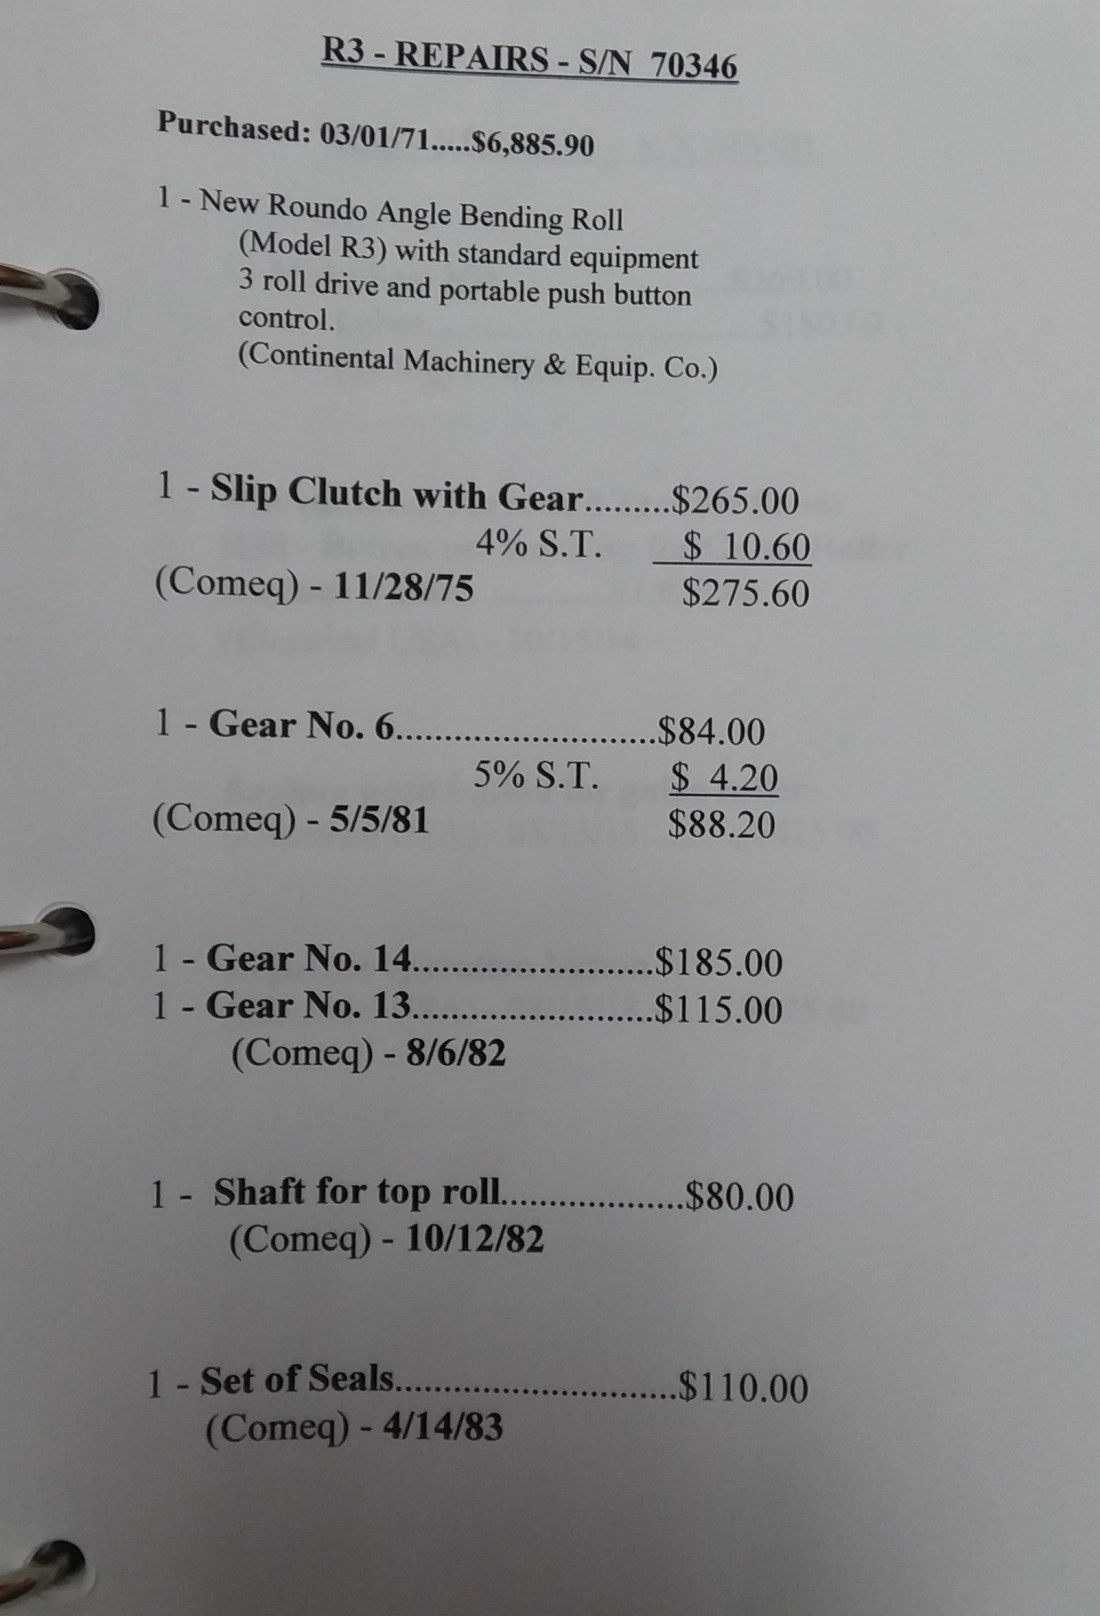 R3 - REPAIRS - S/N 70346
Purchased: 03/01/71.....$6,885.90
1 - New Roundo Angle Bending Roll
(Model R3) with standard equipment
3 roll drive and portable push button
control.
(Continental Machinery & Equip. Co.)
1 - Slip Clutch with Gear.........$265.00
4% S.T. $ 10.60
(Comeq) - 11/28/75 $275.60
1 - Gear No. 6...........................$84.00
5% S.T. $ 4.20
(Comeq) - 5/5/81 $88.20
1 - Gear No. 14.........................$185.00
1 - Gear No. 13.........................$115.00
(Comeq) - 8/6/82
1 - Shaft for top roll...................$80.00
(Comeq) - 10/12/82
1 - Set of Seals.............................$110.00
(Comeq) - 4/14/83